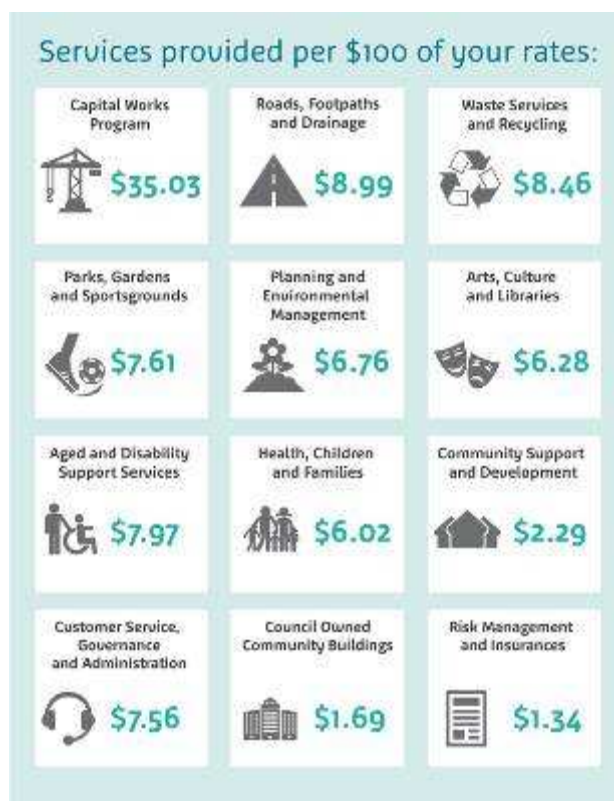 Services provided per $100 of your rates:
Capital Works
Program
$35.03
Roads, Footpaths
and Drainage
$8.99
Waste Services
and Recycling
$8.46
Parks, Gardens
and Sportsgrounds
$7.61
Planning and
Environmental
Management
$6.76
Arts, Culture
and Libraries
$6.28
Aged and Disability
Support Services
$7.97
Health, Children
and Families
$6.02
Community Support
and Development
$2.29
Customer Service,
Governance
and Administration
$7.56
Council Owned
Community Buildings
$1.69
Risk Management
and Insurances
$1.34